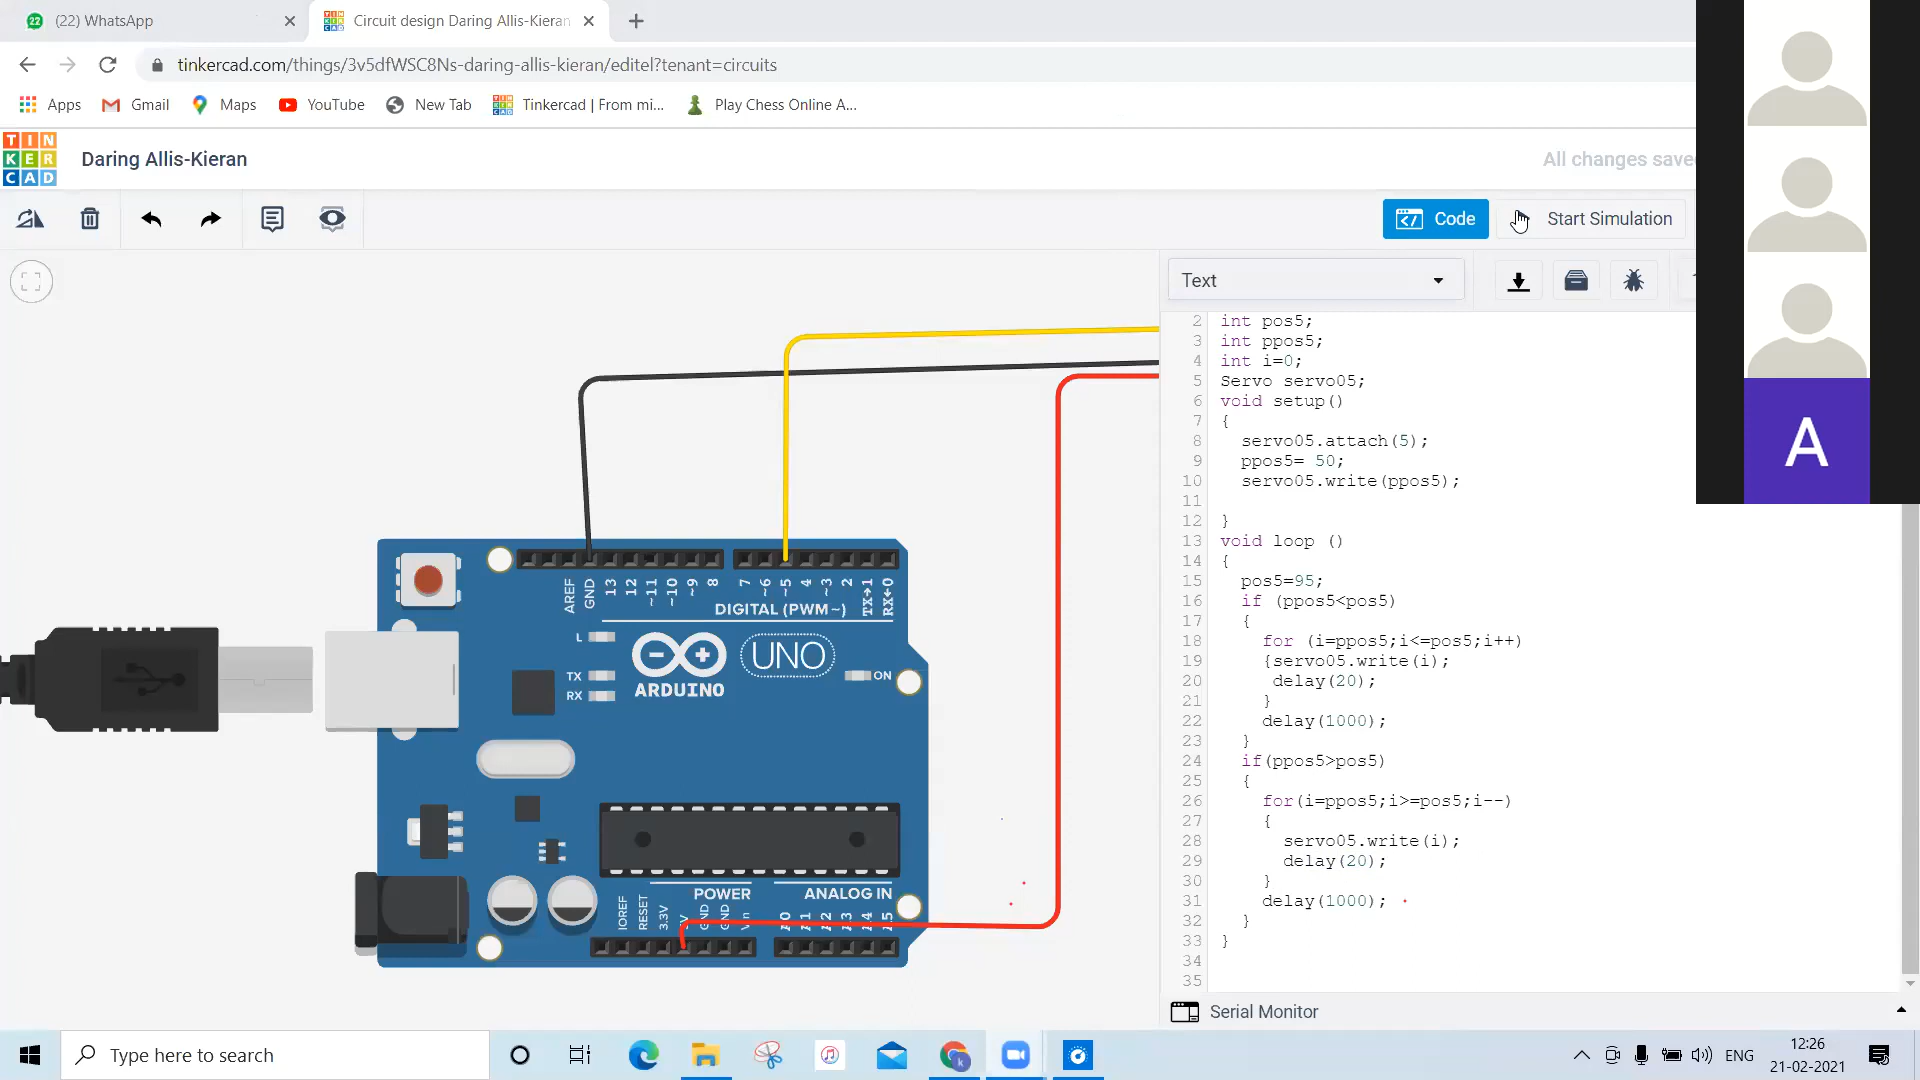 22
(22) WhatsApp
Circuit design Daring Allis-Kieran
tinkercad.com/things/3v5dfWSC8Ns-daring-allis-kieran/editel?tenant=circuits
Apps
Gmail
Maps
YouTube
New Tab
Tinkercad | From mi...
Play Chess Online A...
TIN
KER
CAD
Daring Allis-Kieran
All changes save
Code
Start Simulation
Text
2 int pos5;
3 int ppos5;
4 int i=0;
5 Servo servo05;
6 void setup()
7 {
8 servo05.attach(5);
9 ppos5= 50;
10 servo05.write(ppos5);
11
12 }
13 void loop ()
14 {
15 pos5=95;
16 if (ppos5<pos5)
17 {
18 for (i=ppos5;i<=pos5;i++)
19 {servo05.write(i);
20 delay(20);
21 }
22 delay(1000);
23 }
24 if(ppos5>pos5)
25 {
26 for(i=ppos5;i>=pos5;i--)
27 {
28 servo05.write(i);
29 delay(20);
30 }
31 delay(1000);
32 }
33 }
34
35
A
AREF
GND
13
12
~11
~10
~9
8
7
~6
~5
4
~3
2
TX→1
RX←0
DIGITAL (PWM~)
L
TX
RX
ARDUINO
UNO
ON
POWER
ANALOG IN
IOREF
RESET
3.3V
GND
GND
Serial Monitor
Type here to search
k
ENG
12:26
21-02-2021